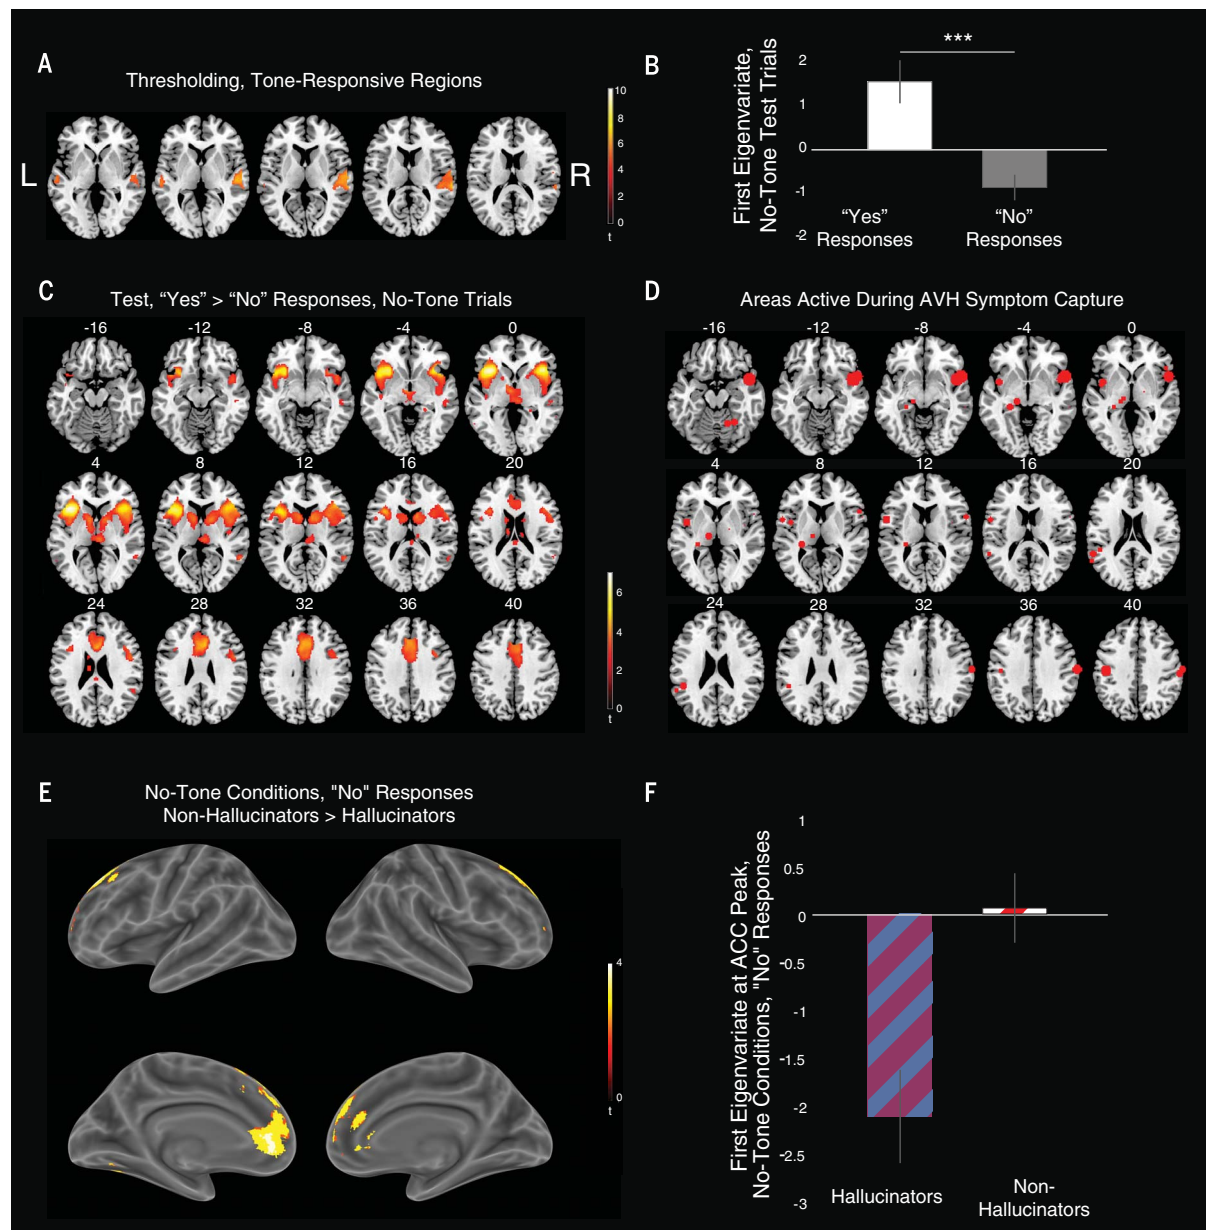 A
Thresholding, Tone-Responsive Regions
L
R
10
8
6
4
2
0
t
B
First Eigenvariate,
No-Tone Test Trials
2
1
0
-1
-2
***
“Yes”
Responses
“No”
Responses
C
Test, “Yes” > “No” Responses, No-Tone Trials
-16 -12 -8 -4 0
4 8 12 16 20
24 28 32 36 40
6
4
2
0
t
D
Areas Active During AVH Symptom Capture
-16 -12 -8 -4 0
4 8 12 16 20
24 28 32 36 40
E
No-Tone Conditions, "No" Responses
Non-Hallucinators > Hallucinators
4
0
t
F
First Eigenvariate at ACC Peak,
No-Tone Conditions, "No" Responses
1
0.5
0
-0.5
-1
-1.5
-2
-2.5
-3
Hallucinators
Non-
Hallucinators